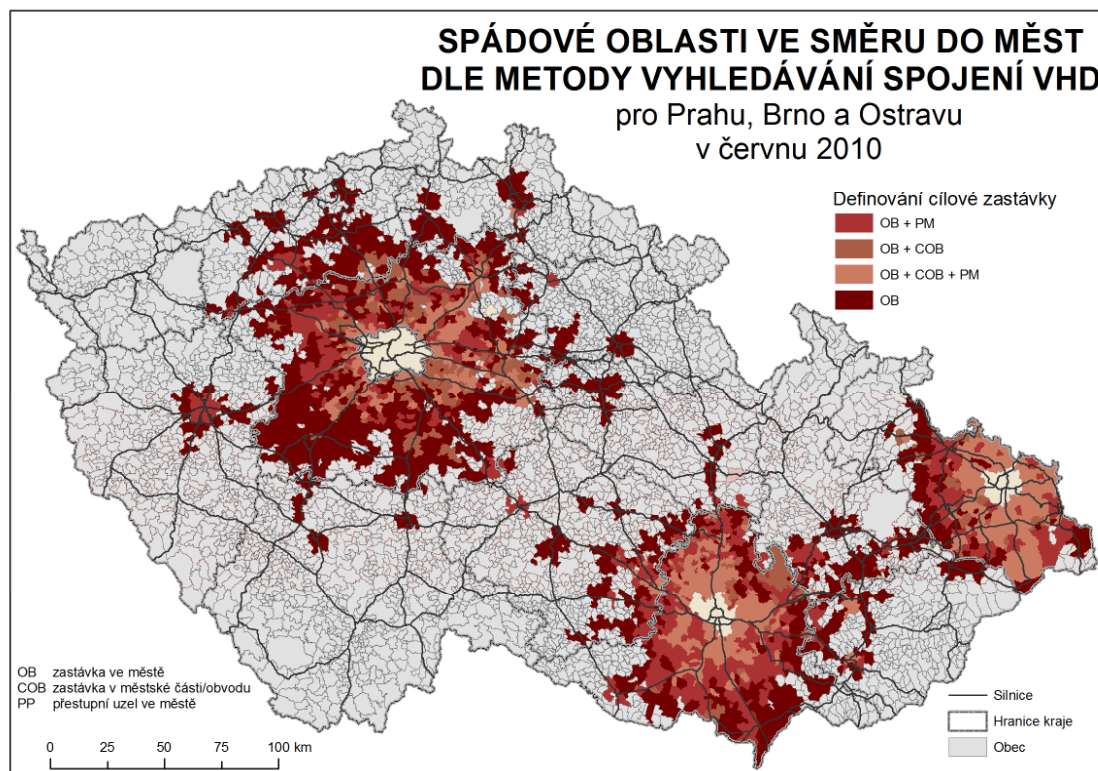 SPÁDOVÉ OBLASTI VE SMĚRU DO MĚST
DLE METODY VYHLEDÁVÁNÍ SPOJENÍ VHD
pro Prahu, Brno a Ostravu
v červnu 2010
Definování cílové zastávky
OB + PM
OB + COB
OB + COB + PM
OB
OB zastávka ve městě
COB zastávka v městské části/obvodu
PP přestupní uzel ve městě
0 25 50 75 100 km
Silnice
Hranice kraje
Obec